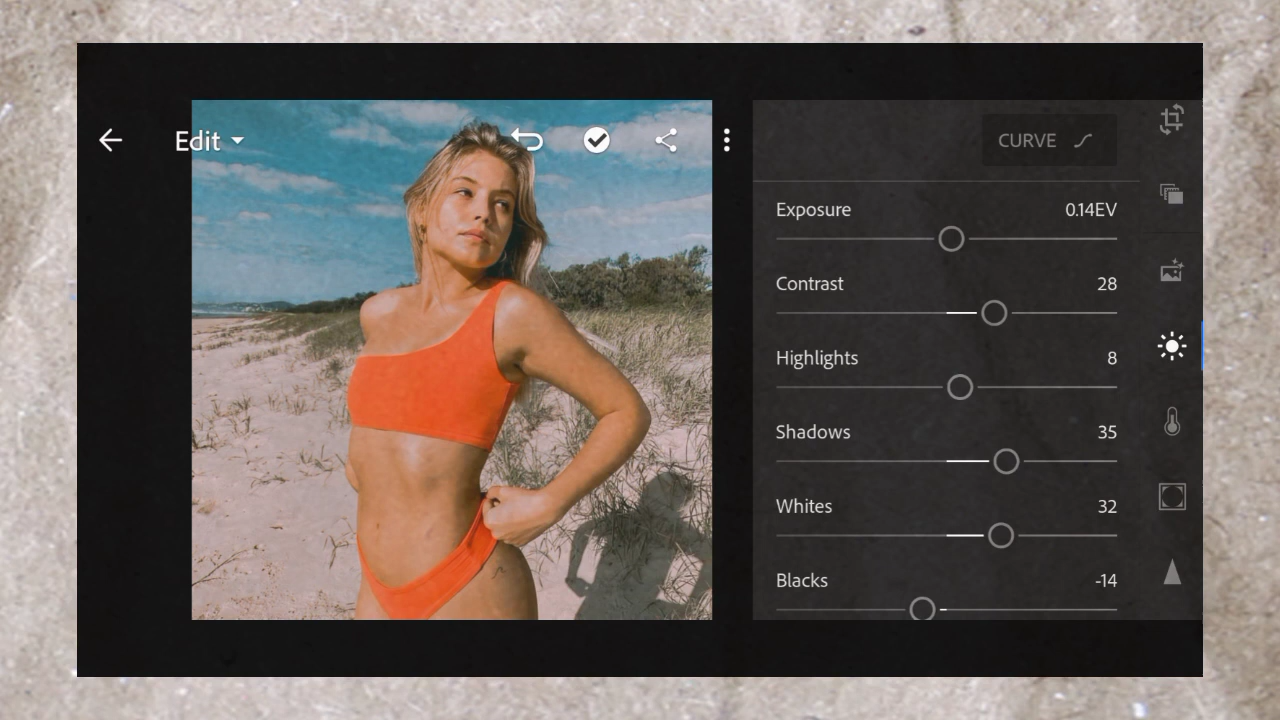 Edit
CURVE
Exposure 0.14EV
Contrast 28
Highlights 8
Shadows 35
Whites 32
Blacks -14